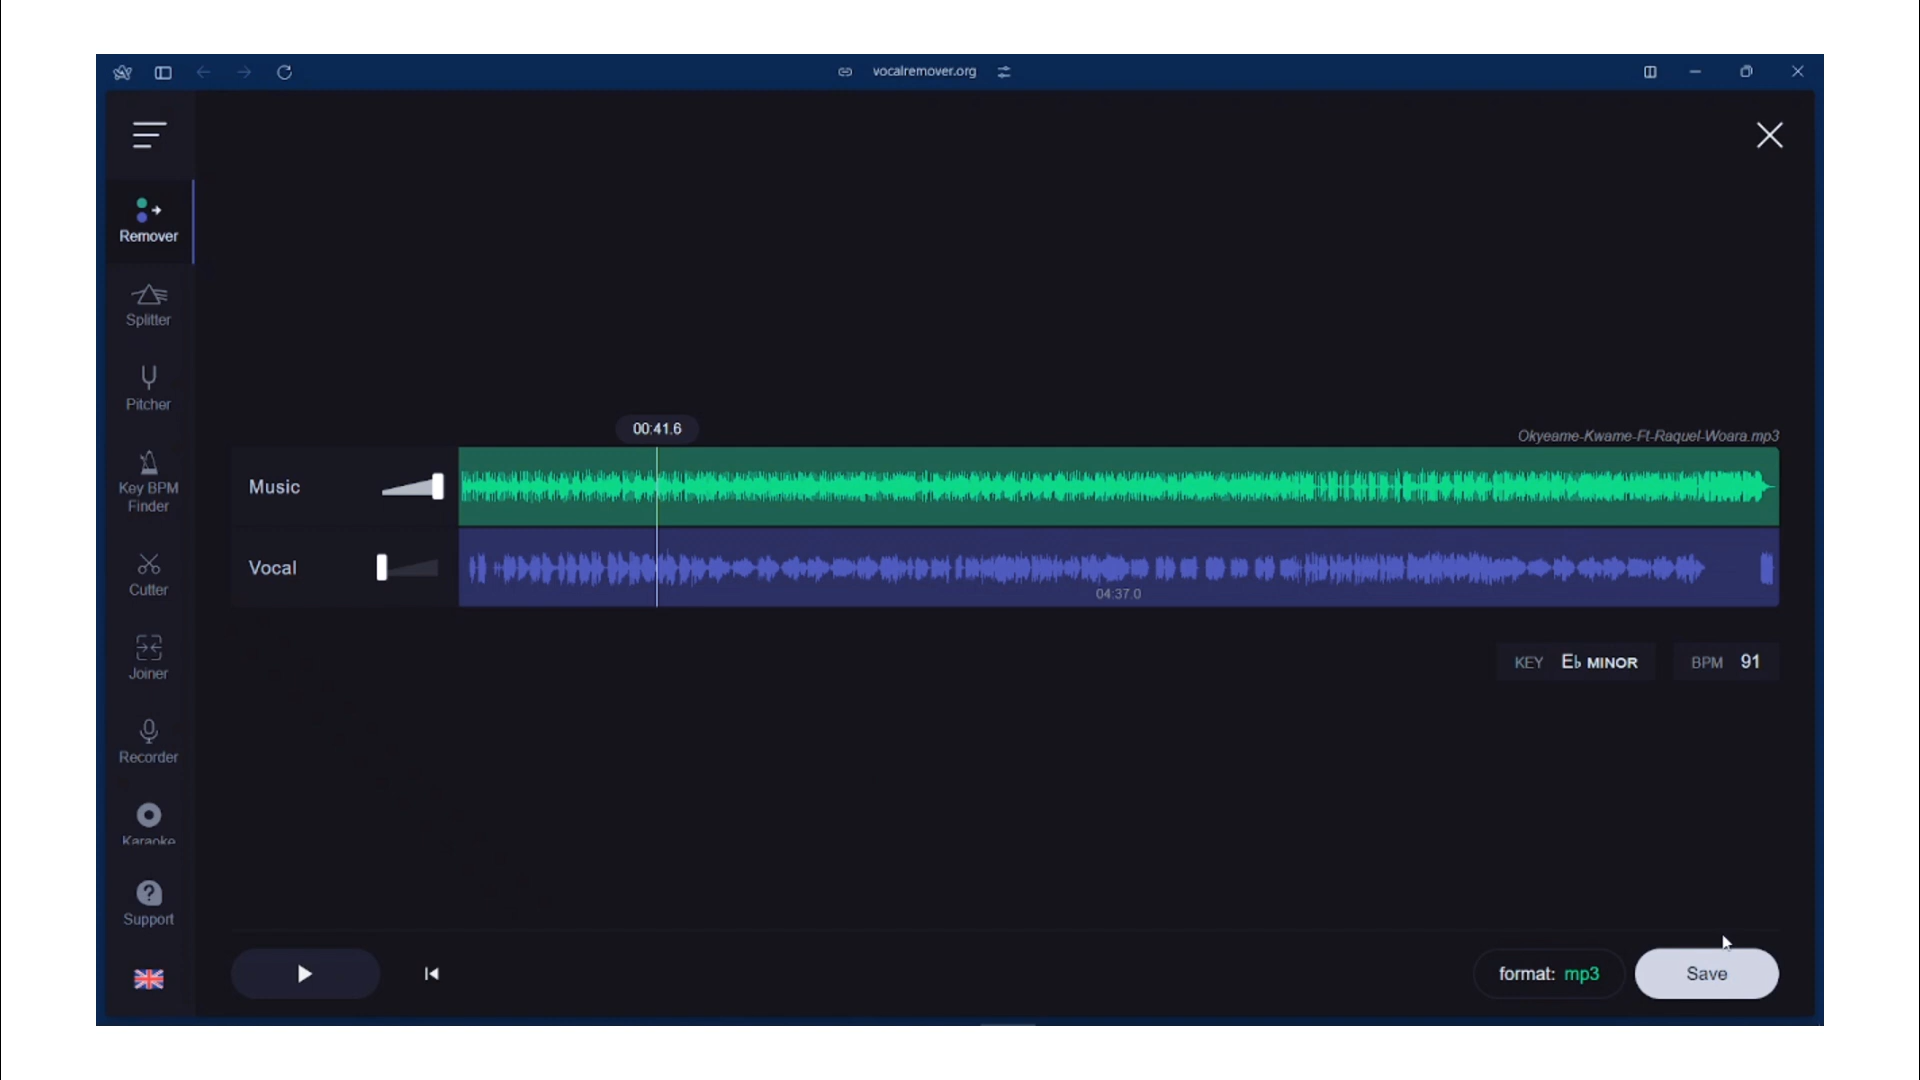 vocalremover.org
Remover
Splitter
Pitcher
Key BPM
Finder
Cutter
Joiner
Recorder
Karaoke
Support
00:41.6
Okyeame-Kwame-Ft-Raquel-Woara.mp3
Music
Vocal
04:37.0
KEY E♭ MINOR BPM 91
format: mp3 Save